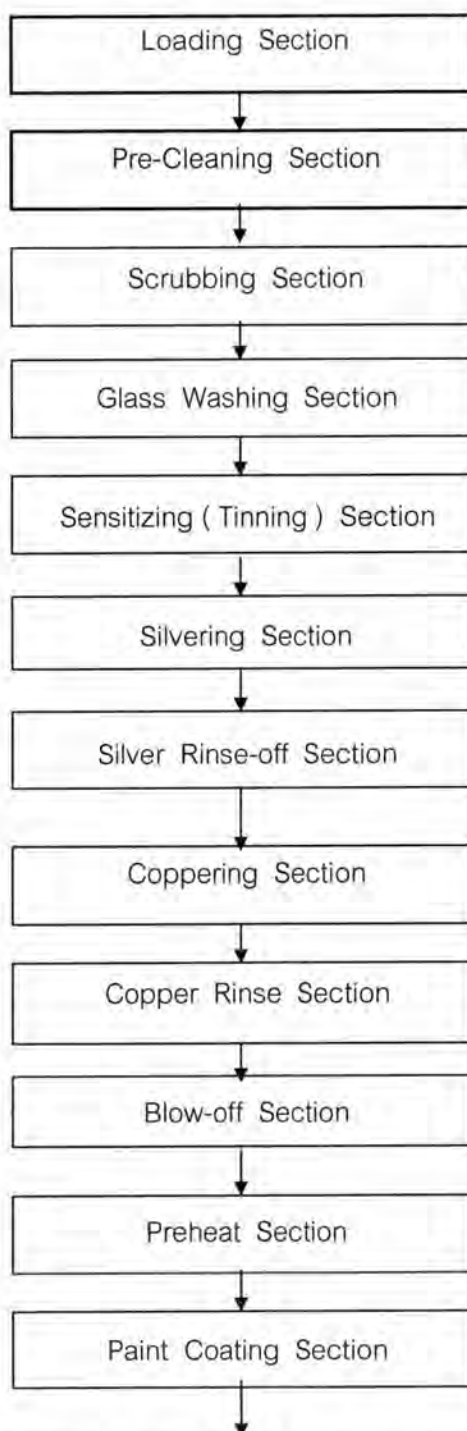 Loading Section
Pre-Cleaning Section
Scrubbing Section
Glass Washing Section
Sensitizing ( Tinning ) Section
Silvering Section
Silver Rinse-off Section
Coppering Section
Copper Rinse Section
Blow-off Section
Preheat Section
Paint Coating Section